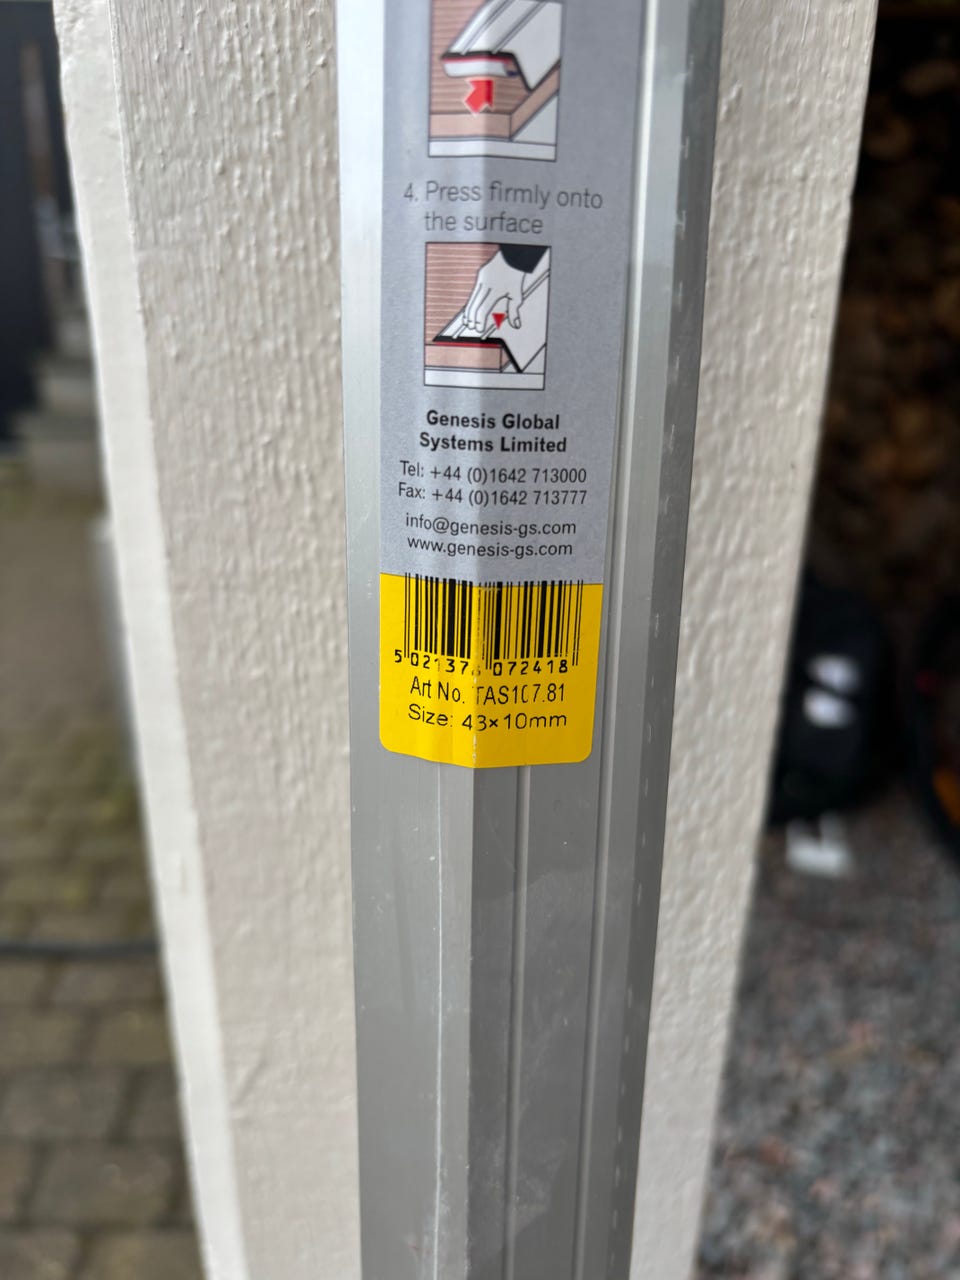 4. Press firmly onto
the surface
Genesis Global
Systems Limited
Tel: +44 (0)1642 713000
Fax: +44 (0)1642 713777
info@genesis-gs.com
www.genesis-gs.com
072418
Art No. TAS107.81
Size: 43×10mm